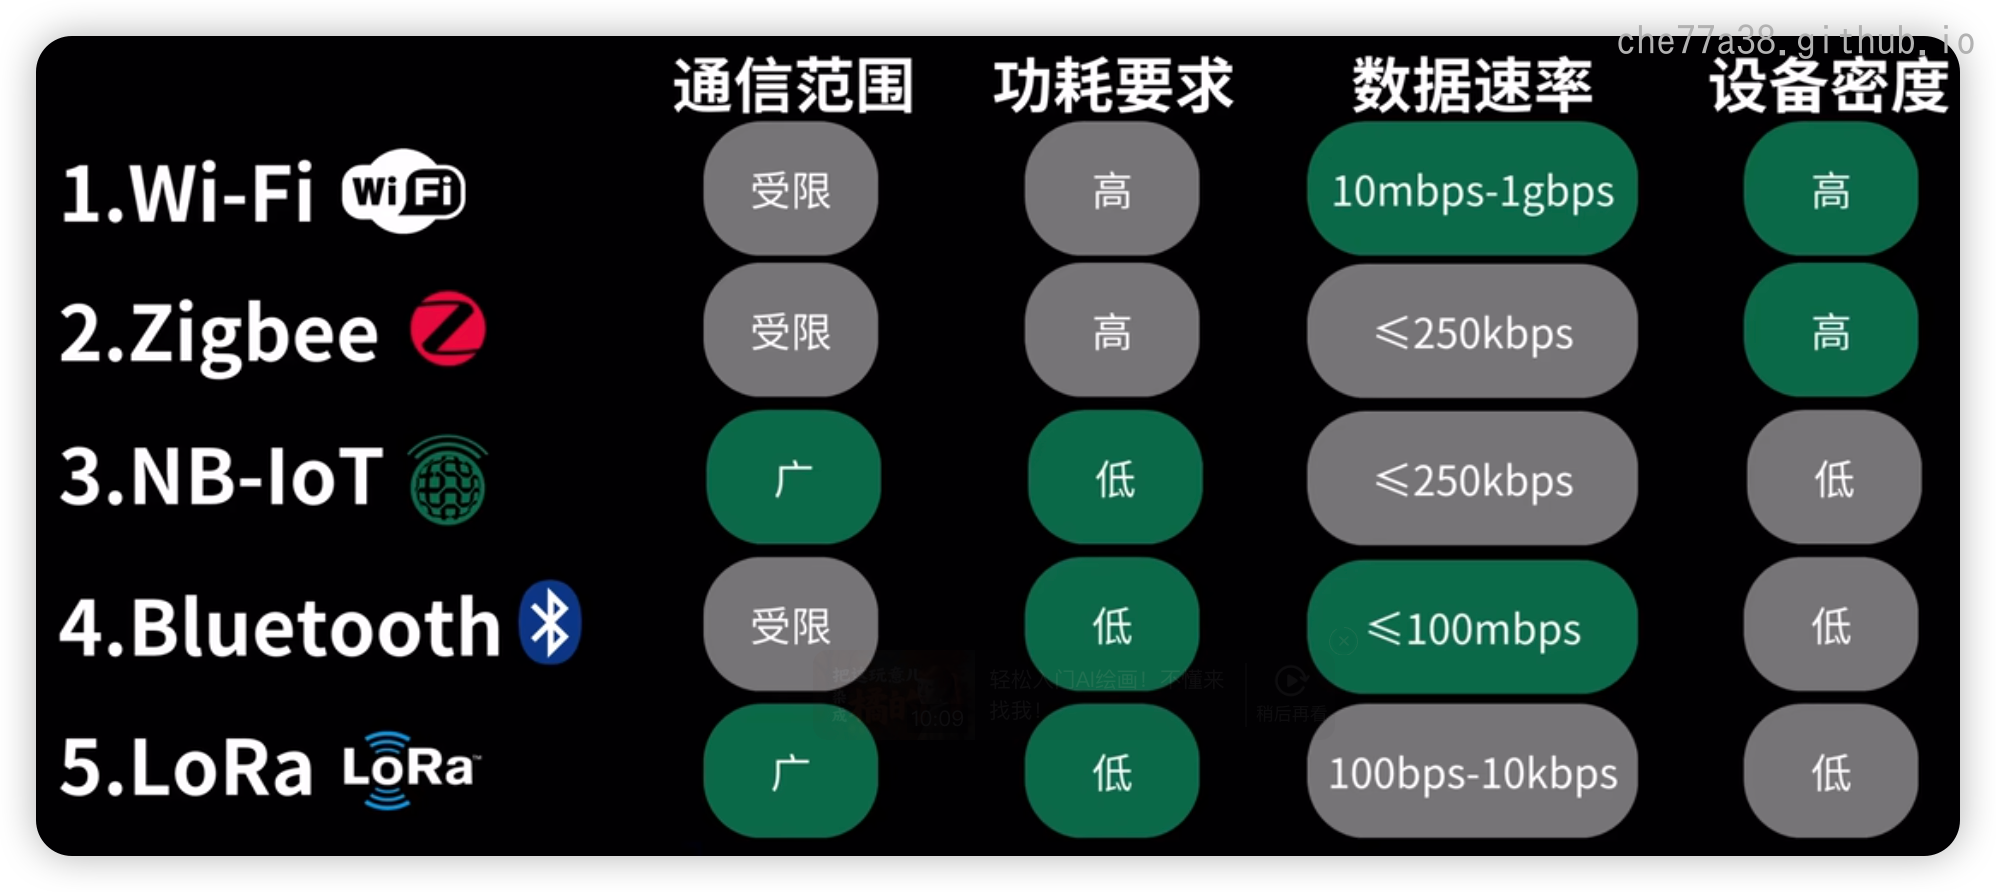 che77a38.github.io
通信范围 功耗要求 数据速率 设备密度
1.Wi-Fi Wi Fi 受限 高 10mbps-1gbps 高
2.Zigbee 受限 高 ≤250kbps 高
3.NB-IoT 广 低 ≤250kbps 低
4.Bluetooth 受限 低 ≤100mbps 低
轻松入门AI绘画！不懂来
找我！
10:09
稍后再看
5.LoRa LoRa™ 广 低 100bps-10kbps 低